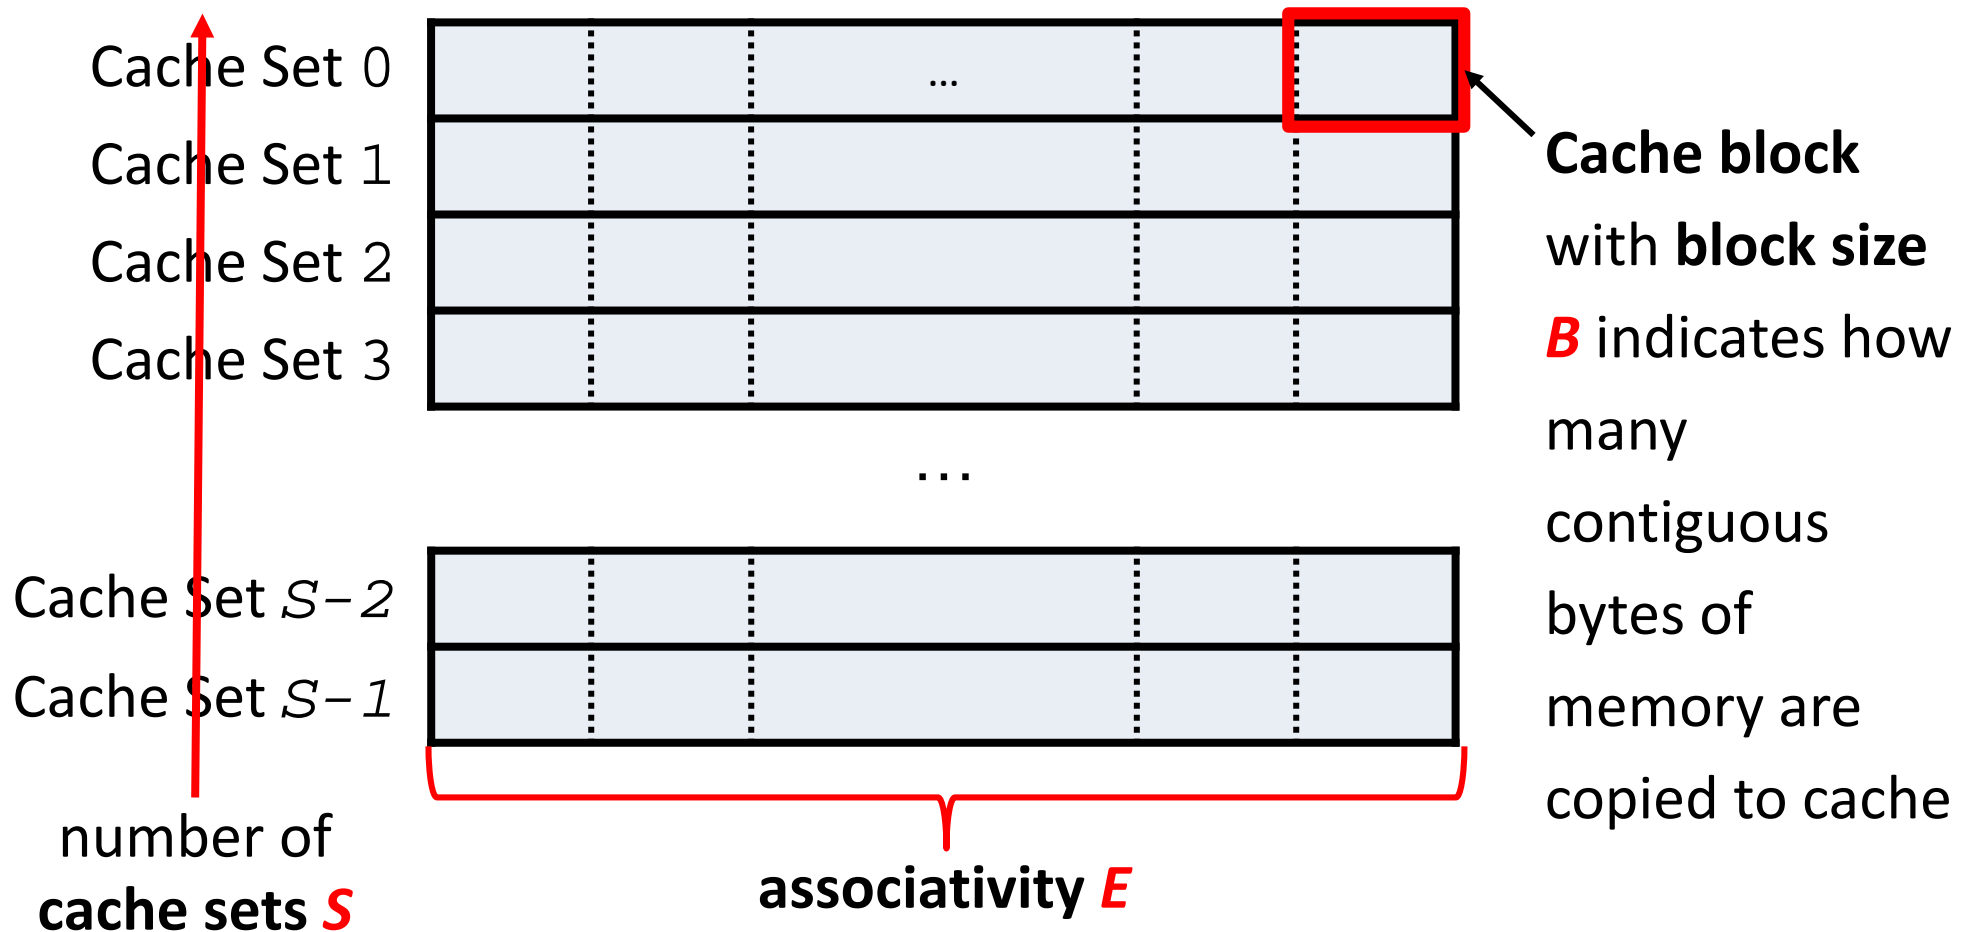 Cache Set 0
...
Cache Set 1
Cache Set 2
Cache Set 3
...
Cache Set S-2
Cache Set S-1
number of
cache sets S
associativity E
Cache block
with block size
B indicates how
many
contiguous
bytes of
memory are
copied to cache